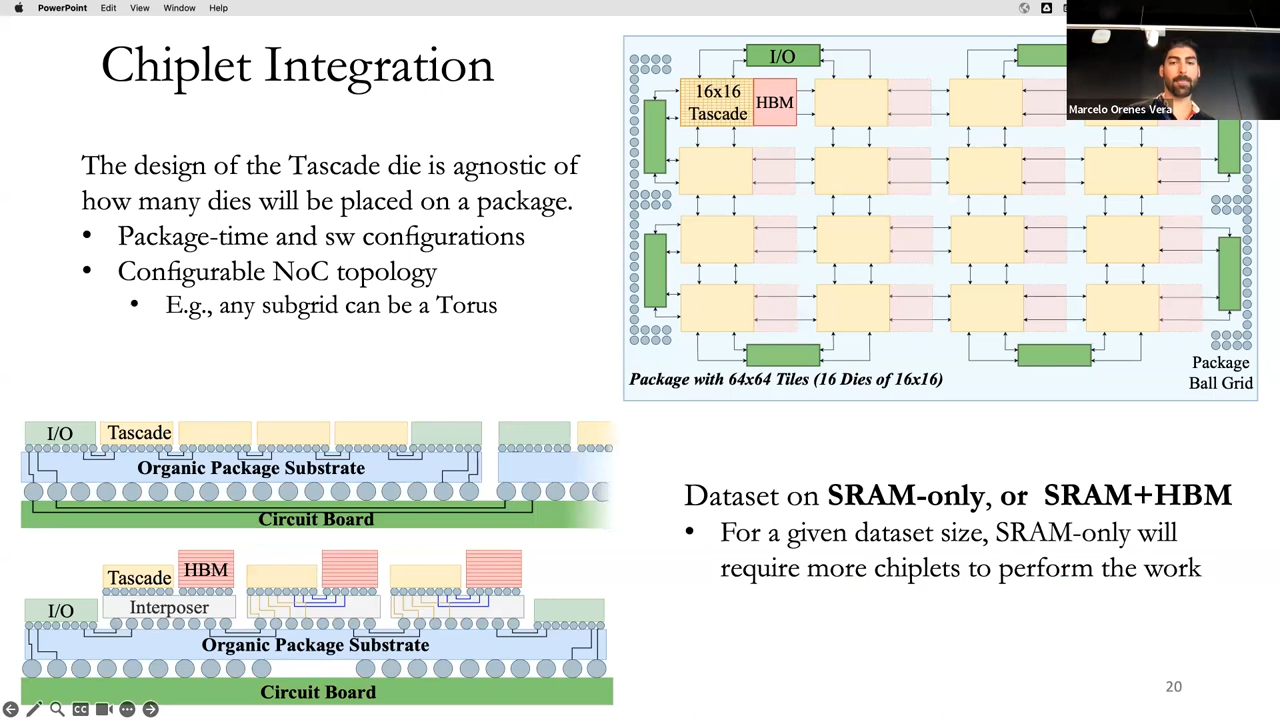 PowerPoint Edit View Window Help
Chiplet Integration
The design of the Tascade die is agnostic of
how many dies will be placed on a package.
• Package-time and sw configurations
• Configurable NoC topology
• E.g., any subgrid can be a Torus
I/O
16x16
Tascade
HBM
Marcelo Orenes Vera
Package with 64x64 Tiles (16 Dies of 16x16)
Package
Ball Grid
I/O
Tascade
Organic Package Substrate
Circuit Board
Tascade
HBM
I/O
Interposer
Organic Package Substrate
Circuit Board
Dataset on SRAM-only, or SRAM+HBM
• For a given dataset size, SRAM-only will
require more chiplets to perform the work
20
CC